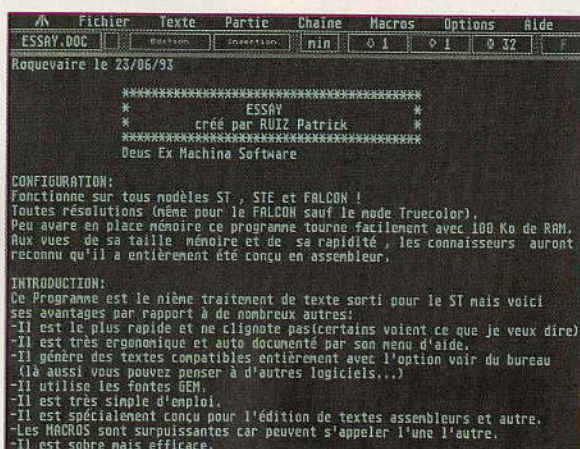 Fichier Texte Partie Chaîne Macros Options Aide
ESSAY.DOC Edition Insertion min ◊ 1 ◊ 1 ◊ 32 F
Roquevaire le 23/06/93
*********************************
* ESSAY *
* créé par RUIZ Patrick *
*********************************
Deus Ex Machina Software
CONFIGURATION:
Fonctionne sur tous modèles ST , STE et FALCON !
Toutes résolutions (même pour le FALCON sauf le mode Truecolor).
Peu avare en place mémoire ce programme tourne facilement avec 100 Ko de RAM.
Aux vues de sa taille mémoire et de sa rapidité , les connaisseurs auront
reconnu qu'il a entièrement été conçu en assembleur.
INTRODUCTION:
Ce Programme est le nième traitement de texte sorti pour le ST mais voici
ses avantages par rapport à de nombreux autres:
-Il est le plus rapide et ne clignote pas(certains voient ce que je veux dire)
-Il est très ergonomique et auto documenté par son menu d'aide.
-Il génère des textes compatibles entièrement avec l'option voir du bureau
(là aussi vous pouvez penser à d'autres logiciels...)
-Il utilise les fontes GEM.
-Il est très simple d'emploi.
-Il est spécialement conçu pour l'édition de textes assembleurs et autre.
-Les MACROS sont surpuissantes car peuvent s'appeler l'une l'autre.
-Il est sobre mais efficace.